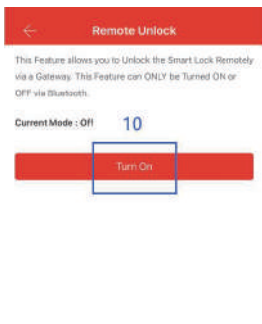 Remote Unlock
This Feature allows you to Unlock the Smart Lock Remotely
via a Gateway. This Feature can ONLY be Turned ON or
OFF via Bluetooth.
Current Mode : Off
10
Turn On